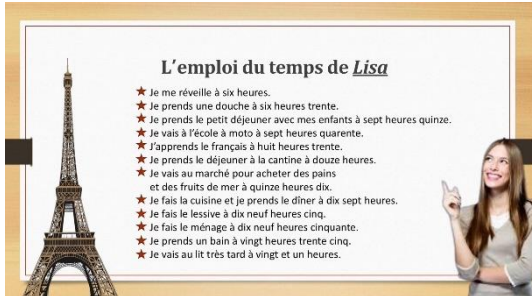 L'emploi du temps de Lisa
Je me réveille à six heures.
Je prends une douche à six heures trente.
Je prends le petit déjeuner avec mes enfants à sept heures quinze.
Je vais à l'école à moto à sept heures quarente.
J'apprends le français à huit heures trente.
Je prends le déjeuner à la cantine à douze heures.
Je vais au marché pour acheter des pains
et des fruits de mer à quinze heures dix.
Je fais la cuisine et je prends le dîner à dix sept heures.
Je fais le lessive à dix neuf heures cinq.
Je fais le ménage à dix neuf heures cinquante.
Je prends un bain à vingt heures trente cinq.
Je vais au lit très tard à vingt et un heures.